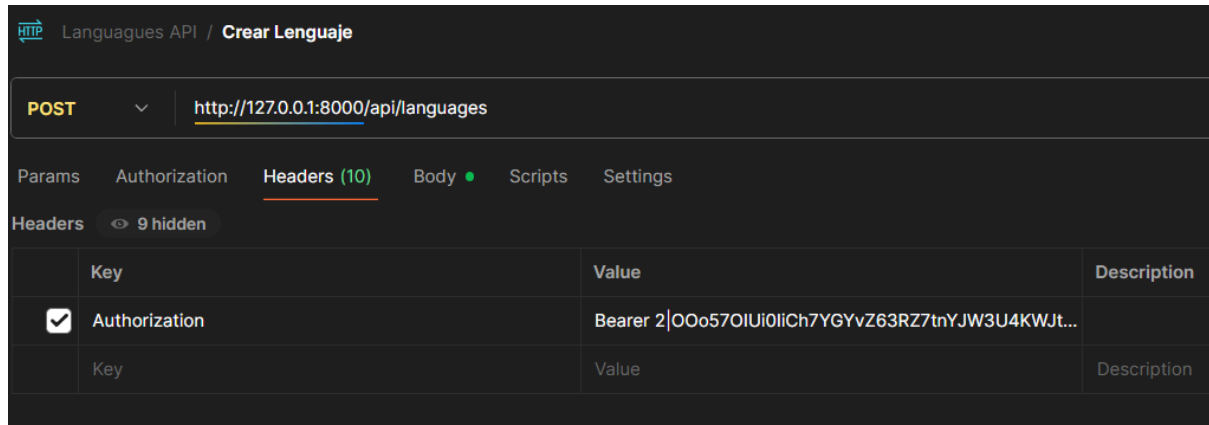 HTTP Languagues API / Crear Lenguaje
POST http://127.0.0.1:8000/api/languages
Params Authorization Headers (10) Body Scripts Settings
Headers 9 hidden
Key Value Description
Authorization Bearer 2|OOo57OIUi0IiCh7YGYvZ63RZ7tnYJW3U4KWJt...
Key Value Description